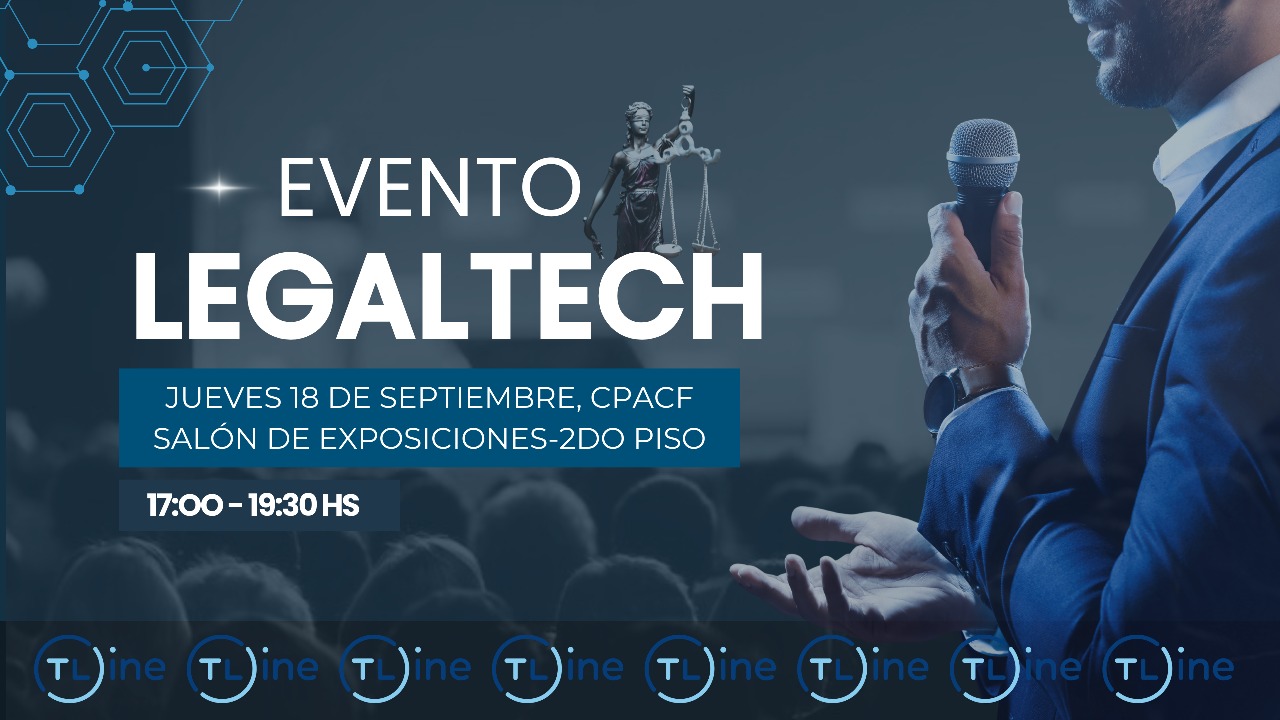 EVENTO
LEGALTECH
JUEVES 18 DE SEPTIEMBRE, CPACF
SALÓN DE EXPOSICIONES-2DO PISO
17:00 - 19:30 HS
TLine TLine TLine TLine TLine TLine TLine TLine